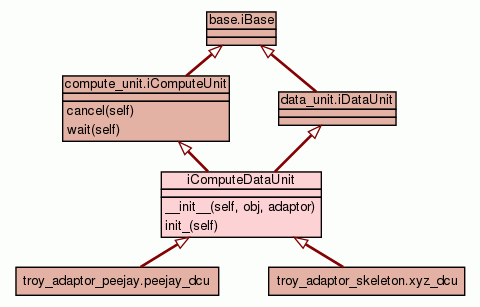 base.iBase
compute_unit.iComputeUnit
cancel(self)
wait(self)
data_unit.iDataUnit
iComputeDataUnit
__init__(self, obj, adaptor)
init_(self)
troy_adaptor_peejay.peejay_dcu
troy_adaptor_skeleton.xyz_dcu